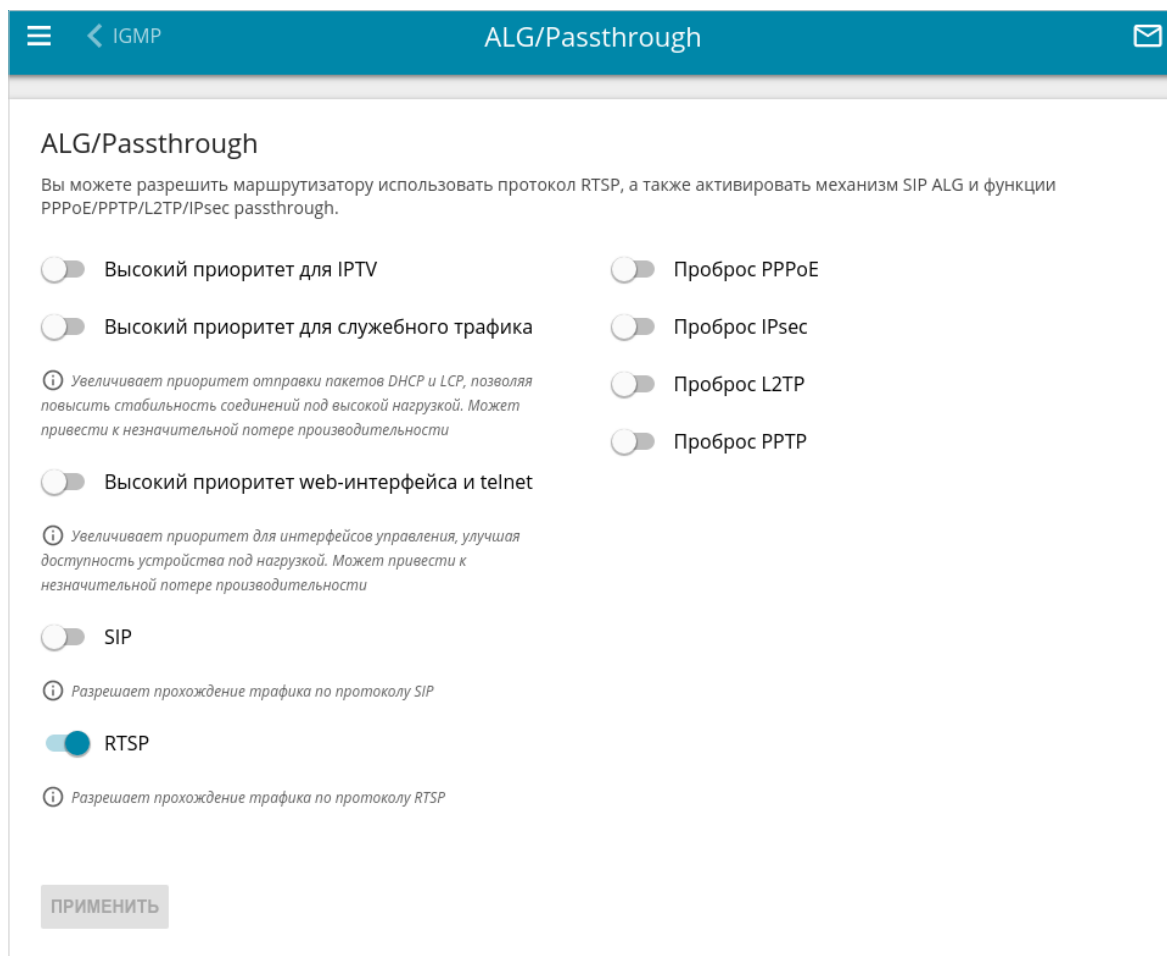 IGMP
ALG/Passthrough
ALG/Passthrough
Вы можете разрешить маршрутизатору использовать протокол RTSP, а также активировать механизм SIP ALG и функции
PPPoE/PPTP/L2TP/IPsec passthrough.
Высокий приоритет для IPTV
Высокий приоритет для служебного трафика
Увеличивает приоритет отправки пакетов DHCP и LCP, позволяя
повысить стабильность соединений под высокой нагрузкой. Может
привести к незначительной потере производительности
Высокий приоритет web-интерфейса и telnet
Увеличивает приоритет для интерфейсов управления, улучшая
доступность устройства под нагрузкой. Может привести к
незначительной потере производительности
SIP
Разрешает прохождение трафика по протоколу SIP
RTSP
Разрешает прохождение трафика по протоколу RTSP
Проброс PPPoE
Проброс IPsec
Проброс L2TP
Проброс PPTP
ПРИМЕНИТЬ